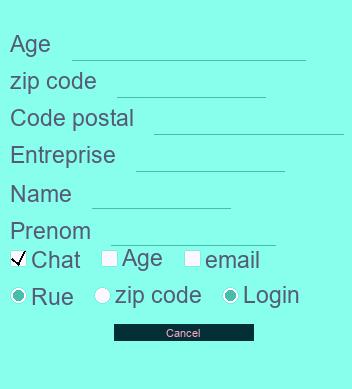 Age
zip code
Code postal
Entreprise
Name
Prenom
Chat Age email
Rue zip code Login
Cancel